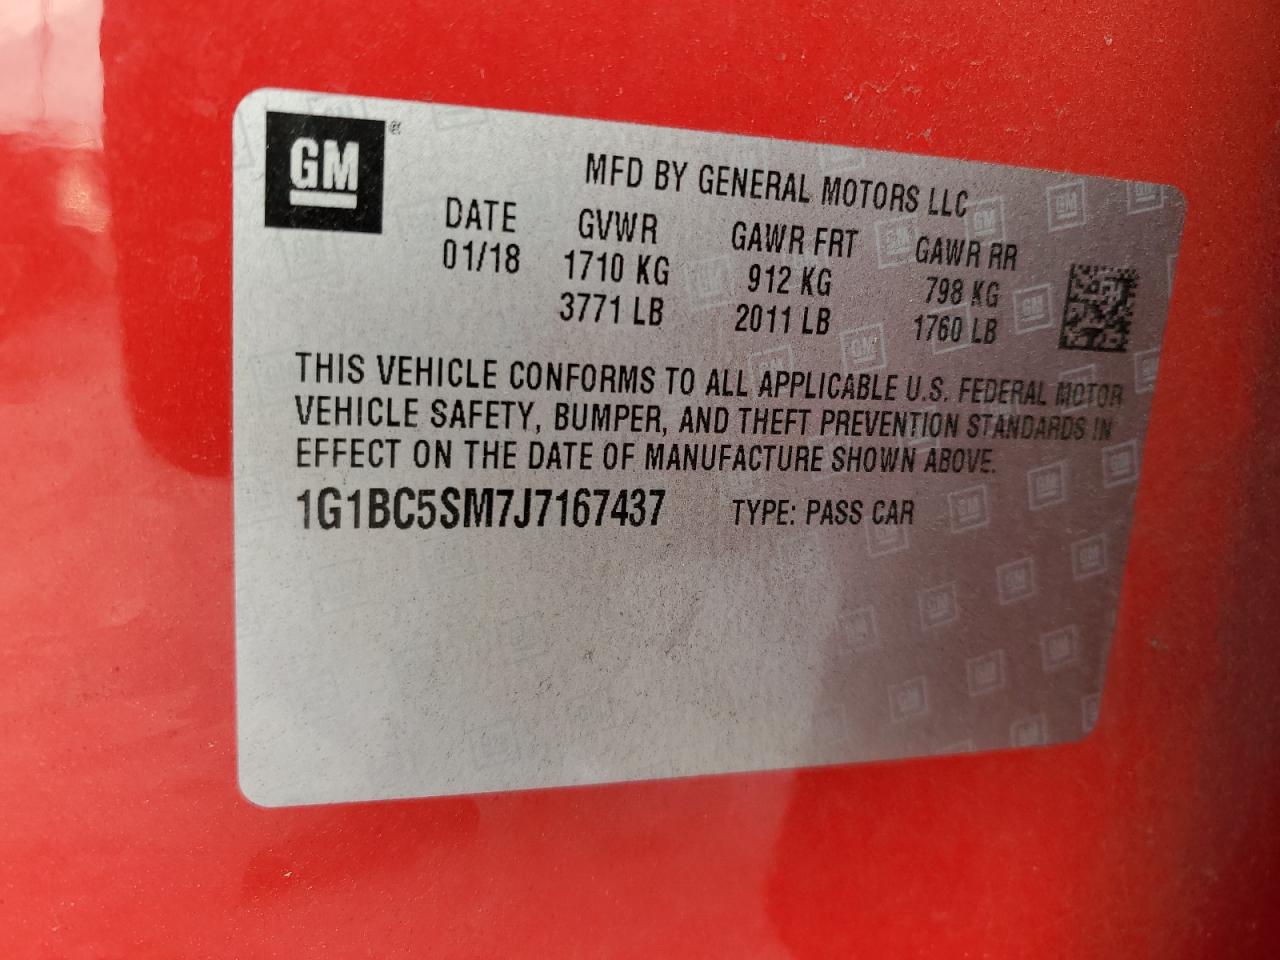 GM ®
MFD BY GENERAL MOTORS LLC
DATE GVWR GAWR FRT GAWR RR
01/18 1710 KG 912 KG 798 KG
3771 LB 2011 LB 1760 LB
THIS VEHICLE CONFORMS TO ALL APPLICABLE U.S. FEDERAL MOTOR
VEHICLE SAFETY, BUMPER, AND THEFT PREVENTION STANDARDS IN
EFFECT ON THE DATE OF MANUFACTURE SHOWN ABOVE.
1G1BC5SM7J7167437 TYPE: PASS CAR